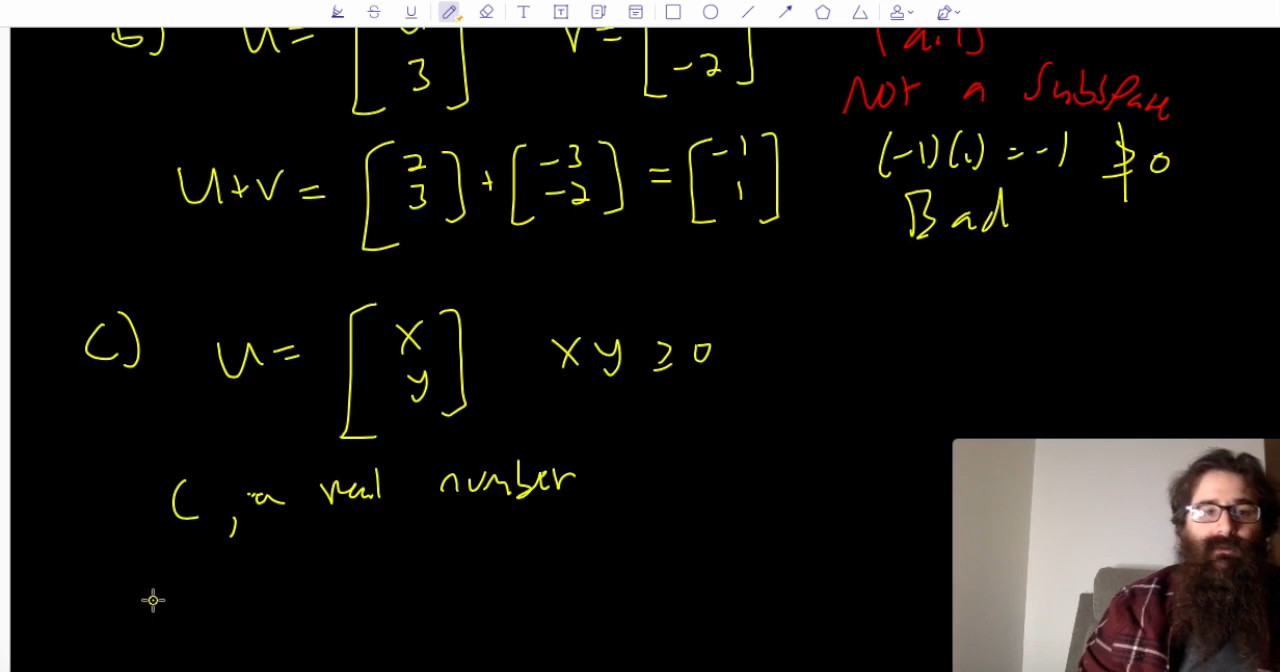 b) u = [ 3 ] v = [ -2 ] fails
Not a subspace
u+v = [ 2 3 ] + [ -3 -2 ] = [ -1 1 ] (-1)(1) = -1 ≱ 0
Bad
c) u = [ x y ] xy ≥ 0
c, a real number